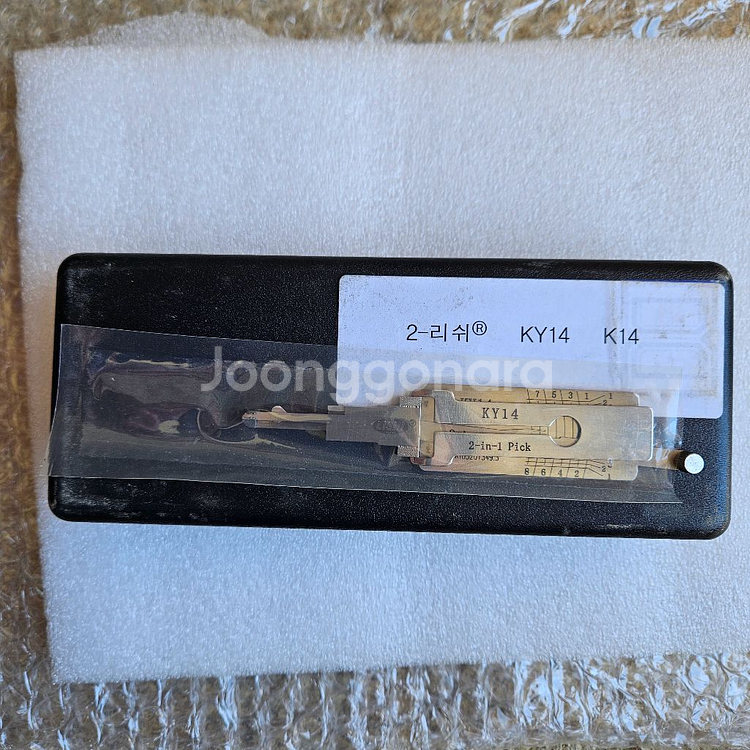 2-리쉬® KY14 K14
Joonggonara
7 5 3 1 1
KY14
2-in-1 Pick
8 6 4 2